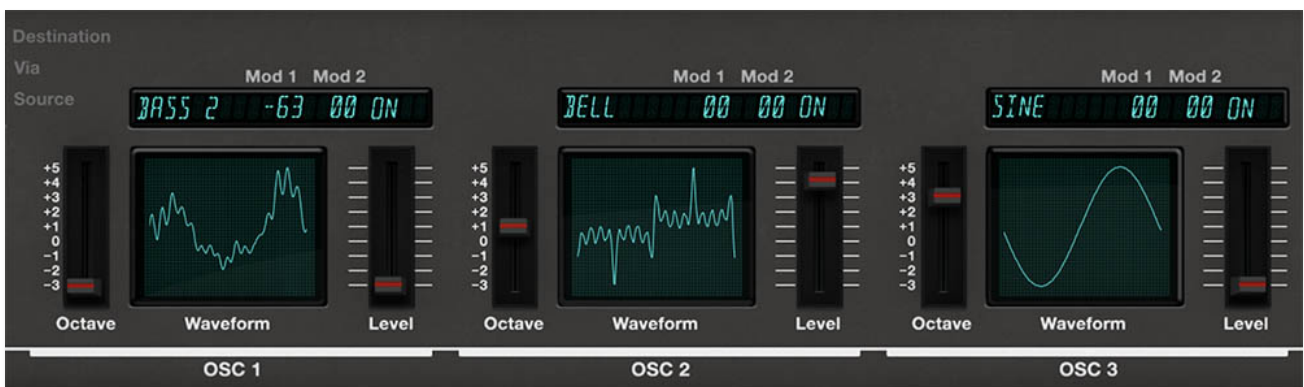 Destination
Via
Source
Mod 1 Mod 2
BASS 2 -63 00 ON
+5
+4
+3
+2
+1
0
-1
-2
-3
Octave Waveform Level
OSC 1
Mod 1 Mod 2
BELL 00 00 ON
+5
+4
+3
+2
+1
0
-1
-2
-3
Octave Waveform Level
OSC 2
Mod 1 Mod 2
SINE 00 00 ON
+5
+4
+3
+2
+1
0
-1
-2
-3
Octave Waveform Level
OSC 3